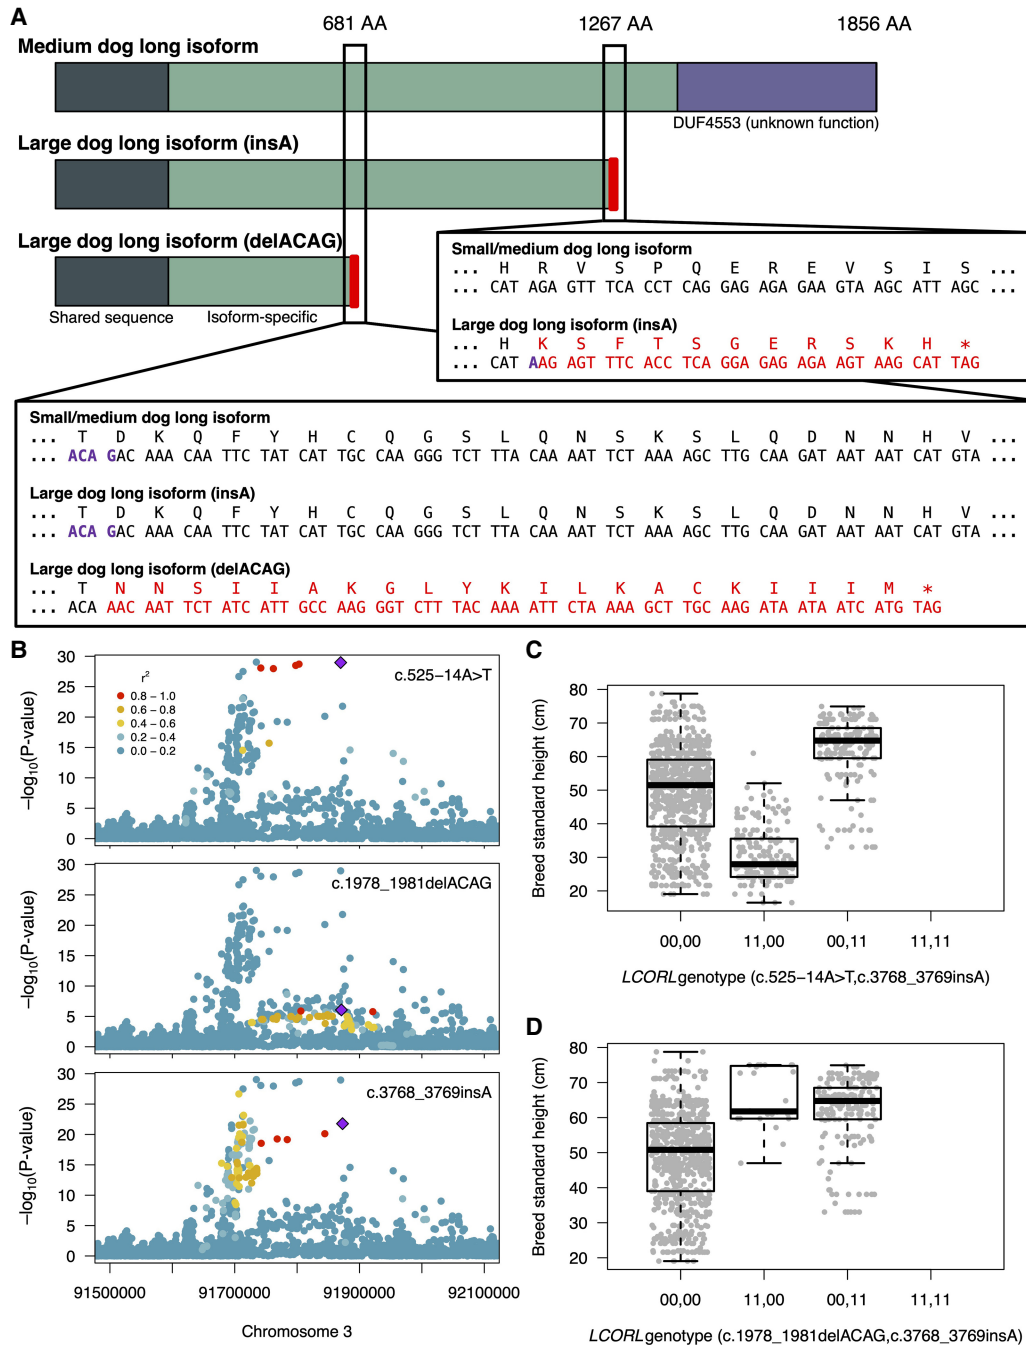 A
681 AA 1267 AA 1856 AA
Medium dog long isoform
DUF4553 (unknown function)
Large dog long isoform (insA)
Large dog long isoform (delACAG)
Shared sequence Isoform-specific
Small/medium dog long isoform
... H R V S P Q E R E V S I S ...
... CAT AGA GTT TCA CCT CAG GAG AGA GAA GTA AGC ATT AGC ...
Large dog long isoform (insA)
... H K S F T S G E R S K H *
... CAT AAG AGT TTC ACC TCA GGA GAG AGA AGT AAG CAT TAG
Small/medium dog long isoform
... T D K Q F Y H C Q G S L Q N S K S L Q D N N H V ...
... ACA GAC AAA CAA TTC TAT CAT TGC CAA GGG TCT TTA CAA AAT TCT AAA AGC TTG CAA GAT AAT AAT CAT GTA ...
Large dog long isoform (insA)
... T D K Q F Y H C Q G S L Q N S K S L Q D N N H V ...
... ACA GAC AAA CAA TTC TAT CAT TGC CAA GGG TCT TTA CAA AAT TCT AAA AGC TTG CAA GAT AAT AAT CAT GTA ...
Large dog long isoform (delACAG)
... T N N S I I A K G L Y K I L K A C K I I I M *
... ACA AAC AAT TCT ATC ATT GCC AAG GGT CTT TAC AAA ATT CTA AAA GCT TGC AAG ATA ATA ATC ATG TAG
B
−log10(P-value)
30
25
20
15
10
5
0
r²
0.8 – 1.0
0.6 – 0.8
0.4 – 0.6
0.2 – 0.4
0.0 – 0.2
c.525−14A>T
−log10(P-value)
30
25
20
15
10
5
0
c.1978_1981delACAG
−log10(P-value)
30
25
20
15
10
5
0
c.3768_3769insA
91500000 91700000 91900000 92100000
Chromosome 3
C
Breed standard height (cm)
80
70
60
50
40
30
20
00,00 11,00 00,11 11,11
LCORL genotype (c.525−14A>T,c.3768_3769insA)
D
Breed standard height (cm)
80
70
60
50
40
30
20
00,00 11,00 00,11 11,11
LCORL genotype (c.1978_1981delACAG,c.3768_3769insA)